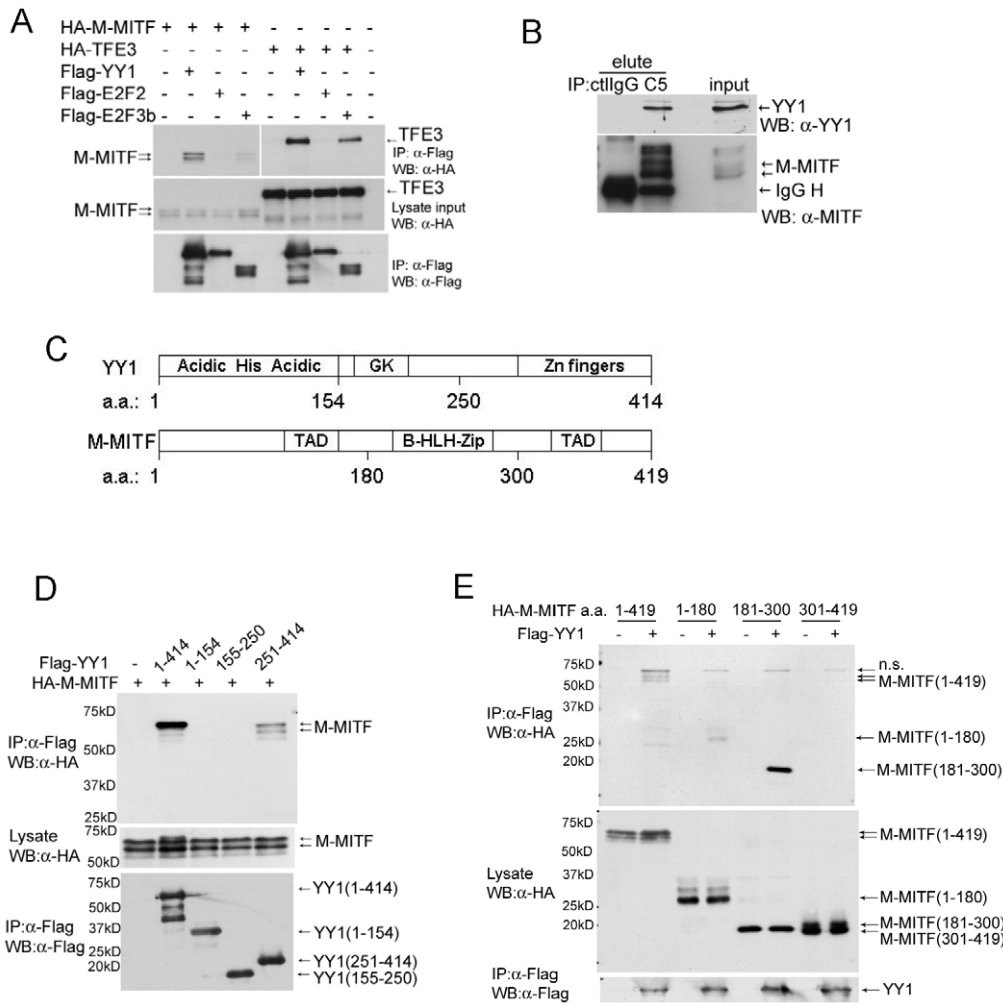 A
HA-M-MITF + + + + - - - - -
HA-TFE3 - - - - + + + + -
Flag-YY1 - + - - - + - - -
Flag-E2F2 - - + - - - + - -
Flag-E2F3b - - - + - - - + -
M-MITF
TFE3
IP: α-Flag
WB: α-HA
M-MITF
TFE3
Lysate input
WB: α-HA
IP: α-Flag
WB: α-Flag
B
elute
IP:ctlIgG C5 input
YY1
WB: α-YY1
M-MITF
IgG H
WB: α-MITF
C
YY1 Acidic His Acidic GK Zn fingers
a.a.: 1 154 250 414
M-MITF TAD B-HLH-Zip TAD
a.a.: 1 180 300 419
D
Flag-YY1 - 1-414 1-154 155-250 251-414
HA-M-MITF + + + + +
75kD
50kD
37kD
25kD
IP:α-Flag
WB:α-HA
M-MITF
Lysate
WB:α-HA
75kD
50kD
M-MITF
IP:α-Flag
WB:α-Flag
75kD
50kD
37kD
25kD
20kD
YY1(1-414)
YY1(1-154)
YY1(251-414)
YY1(155-250)
E
HA-M-MITF a.a. 1-419 1-180 181-300 301-419
Flag-YY1 - + - + - + - +
75kD
50kD
37kD
25kD
20kD
IP:α-Flag
WB:α-HA
n.s.
M-MITF(1-419)
M-MITF(1-180)
M-MITF(181-300)
75kD
50kD
37kD
25kD
20kD
Lysate
WB:α-HA
M-MITF(1-419)
M-MITF(1-180)
M-MITF(181-300)
M-MITF(301-419)
IP:α-Flag
WB:α-Flag
YY1